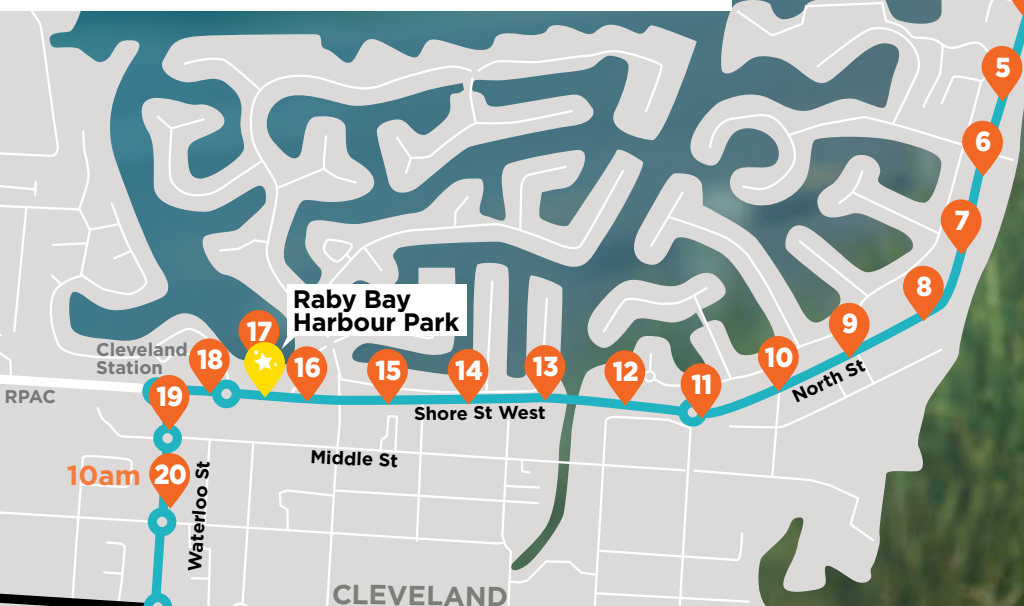 5
6
7
8
9
10
North St
11
12
13
14
15
16
Raby Bay
Harbour Park
17
Shore St West
Cleveland
Station
18
RPAC
19
Middle St
10am
20
Waterloo St
CLEVELAND